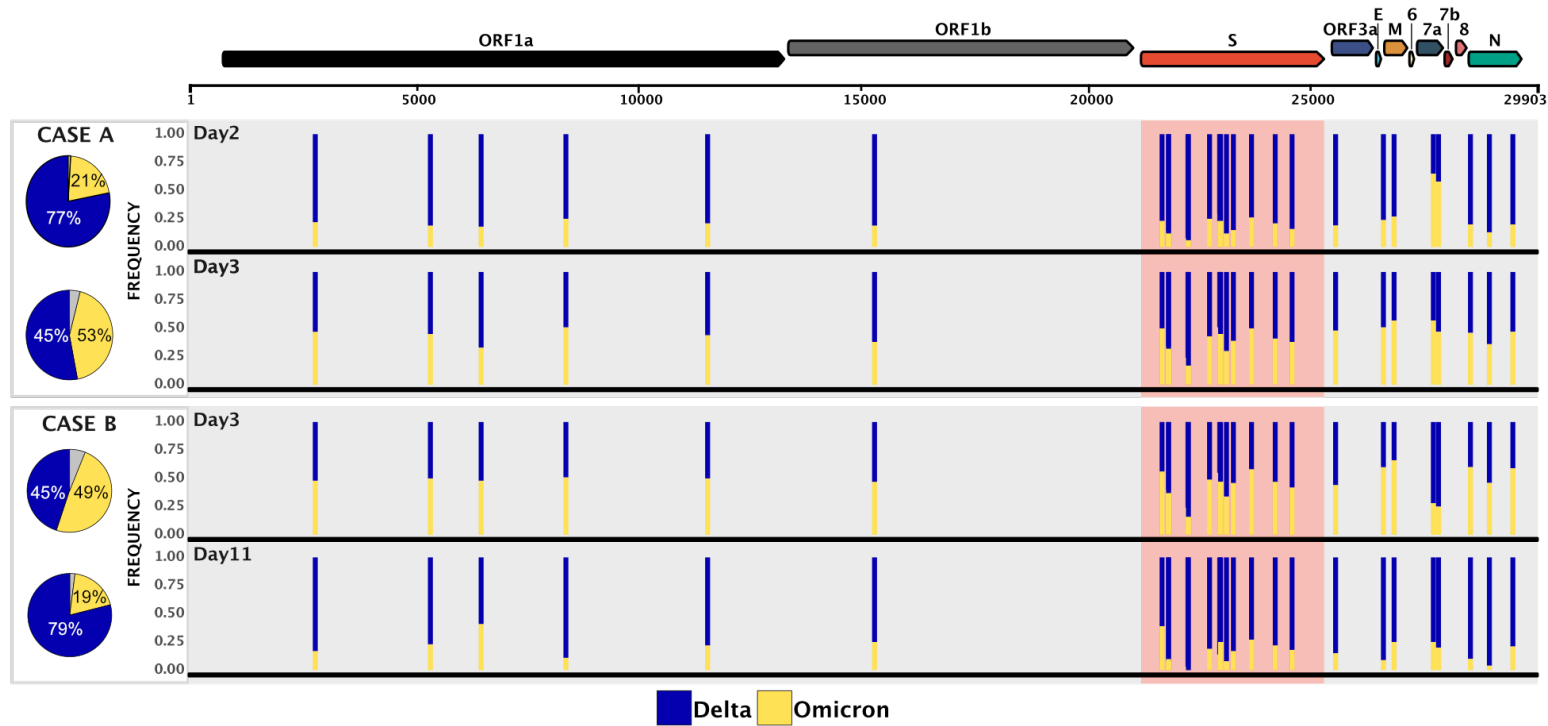 E 6 7b
ORF1a ORF1b S ORF3a M 7a 8 N
1 5000 10000 15000 20000 25000 29903
CASE A
Day2
1.00
0.75
0.50
0.25
0.00
21%
77%
FREQUENCY
Day3
1.00
0.75
0.50
0.25
0.00
45% 53%
CASE B
Day3
1.00
0.75
0.50
0.25
0.00
45% 49%
FREQUENCY
Day11
1.00
0.75
0.50
0.25
0.00
19%
79%
Delta Omicron